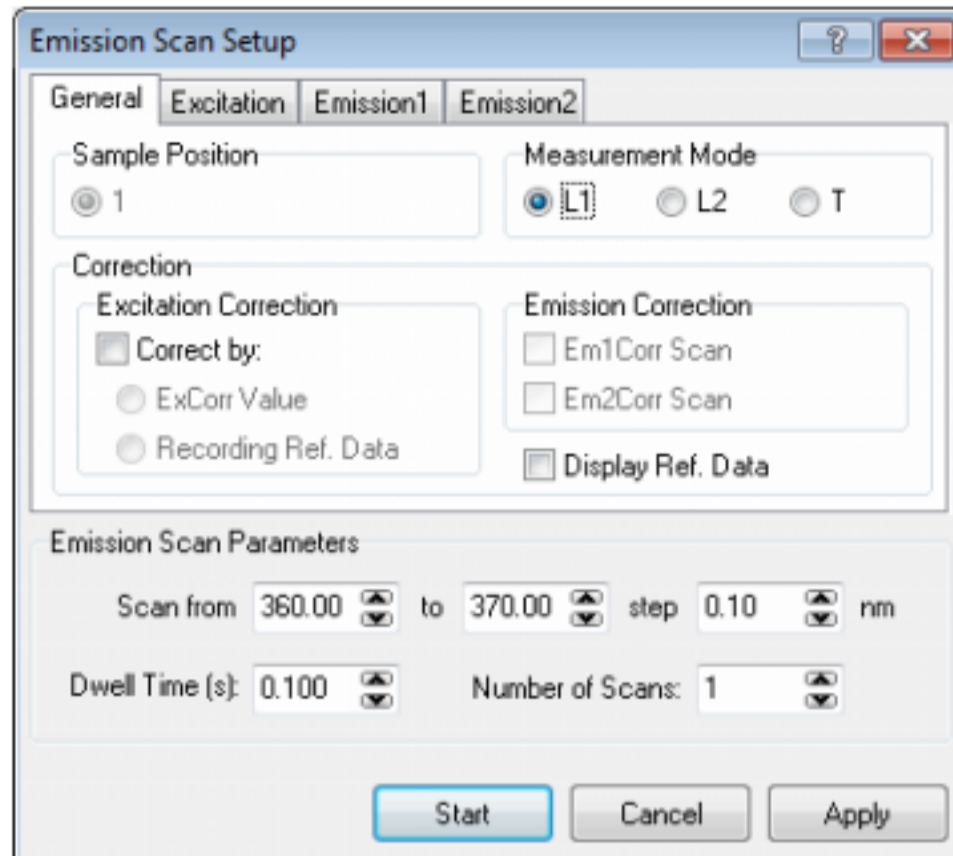 Emission Scan Setup
General Excitation Emission1 Emission2
Sample Position
1
Measurement Mode
L1 L2 T
Correction
Excitation Correction
Correct by:
ExCorr Value
Recording Ref. Data
Emission Correction
Em1Corr Scan
Em2Corr Scan
Display Ref. Data
Emission Scan Parameters
Scan from 360.00 to 370.00 step 0.10 nm
Dwell Time (s): 0.100 Number of Scans: 1
Start Cancel Apply